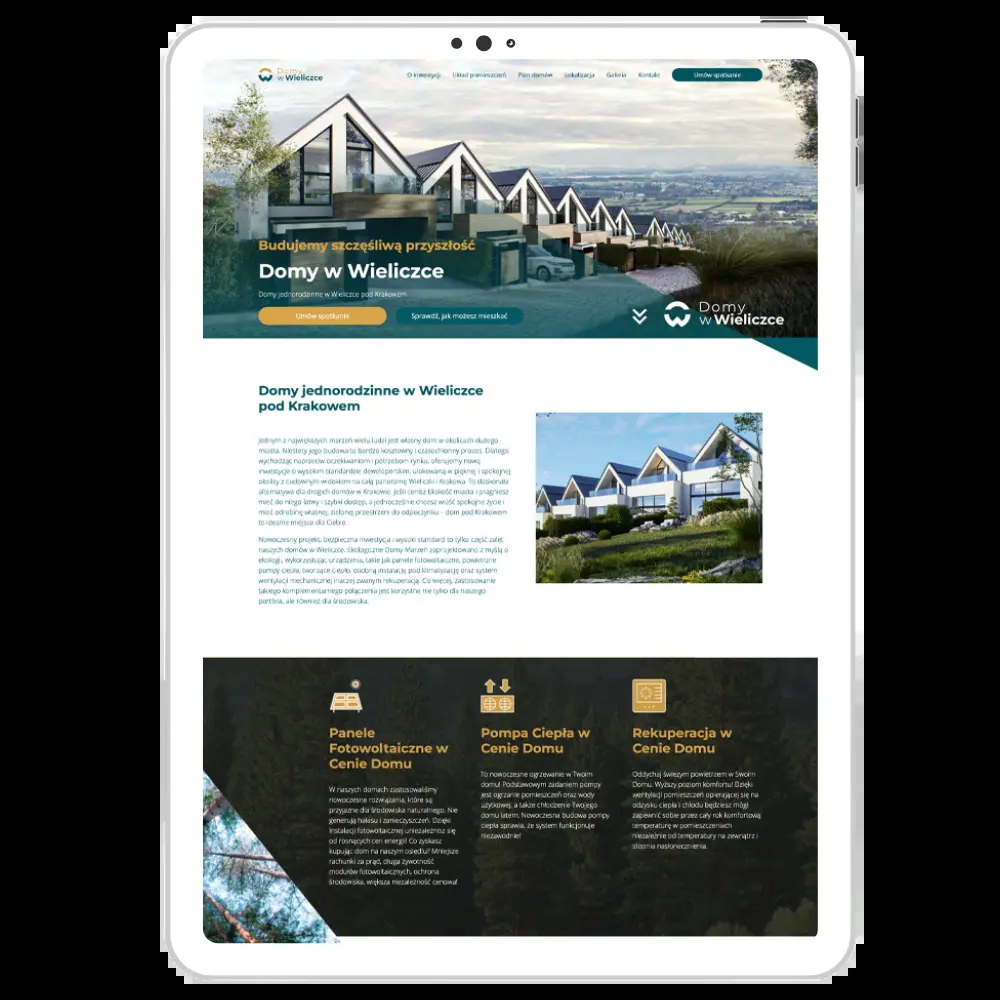 Domy
w Wieliczce
O inwestycji Układ pomieszczeń Plan domów Lokalizacja Galeria Kontakt Umów spotkanie
Budujemy szczęśliwą przyszłość
Domy w Wieliczce
Domy jednorodzinne w Wieliczce pod Krakowem
Umów spotkanie Sprawdź, jak możesz mieszkać
Domy
w Wieliczce
Domy jednorodzinne w Wieliczce
pod Krakowem
Jednym z największych marzeń wielu ludzi jest własny dom w okolicach dużego
miasta. Niestety jego budowa to bardzo kosztowny i czasochłonny proces. Dlatego
wychodząc naprzeciw oczekiwaniom i potrzebom rynku, oferujemy nową
inwestycję o wysokim standardzie deweloperskim, ulokowaną w pięknej i spokojnej
okolicy z cudownym widokiem na całą panoramę Wieliczki i Krakowa. To doskonała
alternatywa dla drogich domów w Krakowie. Jeśli cenisz bliskość miasta i pragniesz
mieć do niego łatwy i szybki dostęp, a jednocześnie chcesz wieść spokojne życie i
mieć odrobinę własnej, zielonej przestrzeni do odpoczynku – dom pod Krakowem
to idealne miejsce dla Ciebie.
Nowoczesny projekt, bezpieczna inwestycja i wysoki standard to tylko część zalet
naszych domów w Wieliczce. Ekologiczne Domy Marzeń zaprojektowano z myślą o
ekologii, wykorzystując urządzenia, takie jak panele fotowoltaiczne, powietrzne
pompy ciepła, tworzące ciepło, osobną instalację pod klimatyzację oraz system
wentylacji mechanicznej inaczej zwanym rekuperacją. Co więcej, zastosowanie
takiego komplementarnego połączenia jest korzystne nie tylko dla naszego
portfela, ale również dla środowiska.
Panele
Fotowoltaiczne w
Cenie Domu
W naszych domach zastosowaliśmy
nowoczesne rozwiązania, które są
przyjazne dla środowiska naturalnego. Nie
generują hałasu i zanieczyszczeń. Dzięki
instalacji fotowoltaicznej uniezależnisz się
od rosnących cen energii! Co zyskasz
kupując dom na naszym osiedlu? Mniejsze
rachunki za prąd, długą żywotność
modułów fotowoltaicznych, ochrona
środowiska, większa niezależność cenowa!
Pompa Ciepła w
Cenie Domu
To nowoczesne ogrzewanie w Twoim
domu! Podstawowym zadaniem pompy
jest ogrzanie pomieszczeń oraz wody
użytkowej, a także chłodzenie Twojego
domu latem. Nowoczesna budowa pompy
ciepła sprawia, że system funkcjonuje
niezawodnie!
Rekuperacja w
Cenie Domu
Oddychaj świeżym powietrzem w Swoim
Domu. Wyższy poziom komfortu! Dzięki
wentylacji pomieszczeń opierającej się na
odzysku ciepła i chłodu będziesz mógł
zapewnić sobie przez cały rok komfortową
temperaturę w pomieszczeniach
niezależnie od temperatury na zewnątrz i
stopnia nasłonecznienia.